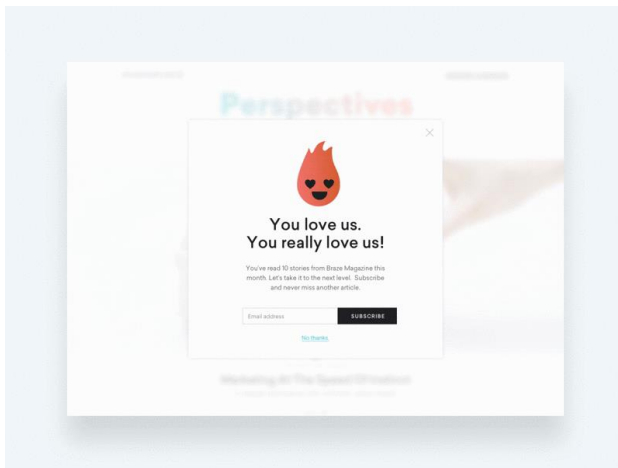 Perspectives
You love us.
You really love us!
You've read 10 stories from Braze Magazine this
month. Let's take it to the next level. Subscribe
and never miss another article.
Email address
SUBSCRIBE
No thanks
Marketing At The Speed Of